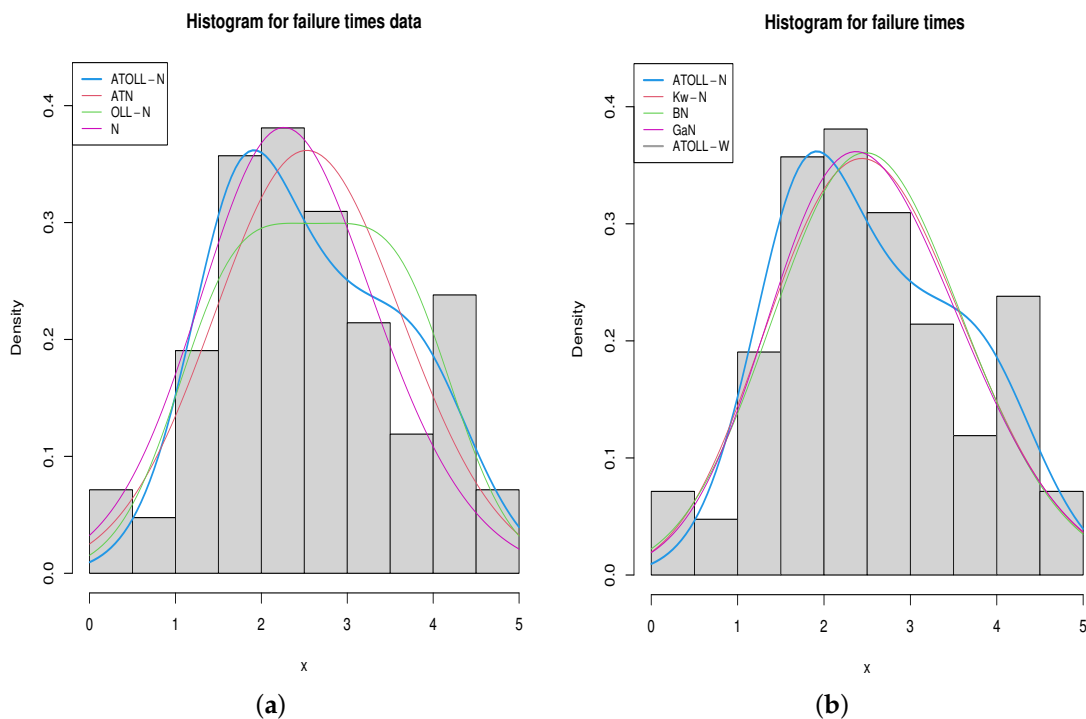 Histogram for failure times data
ATOLL-N
ATN
OLL-N
N
Density
0.0
0.1
0.2
0.3
0.4
0 1 2 3 4 5
x
(a)
Histogram for failure times
ATOLL-N
Kw-N
BN
GaN
ATOLL-W
Density
0.0
0.1
0.2
0.3
0.4
0 1 2 3 4 5
x
(b)